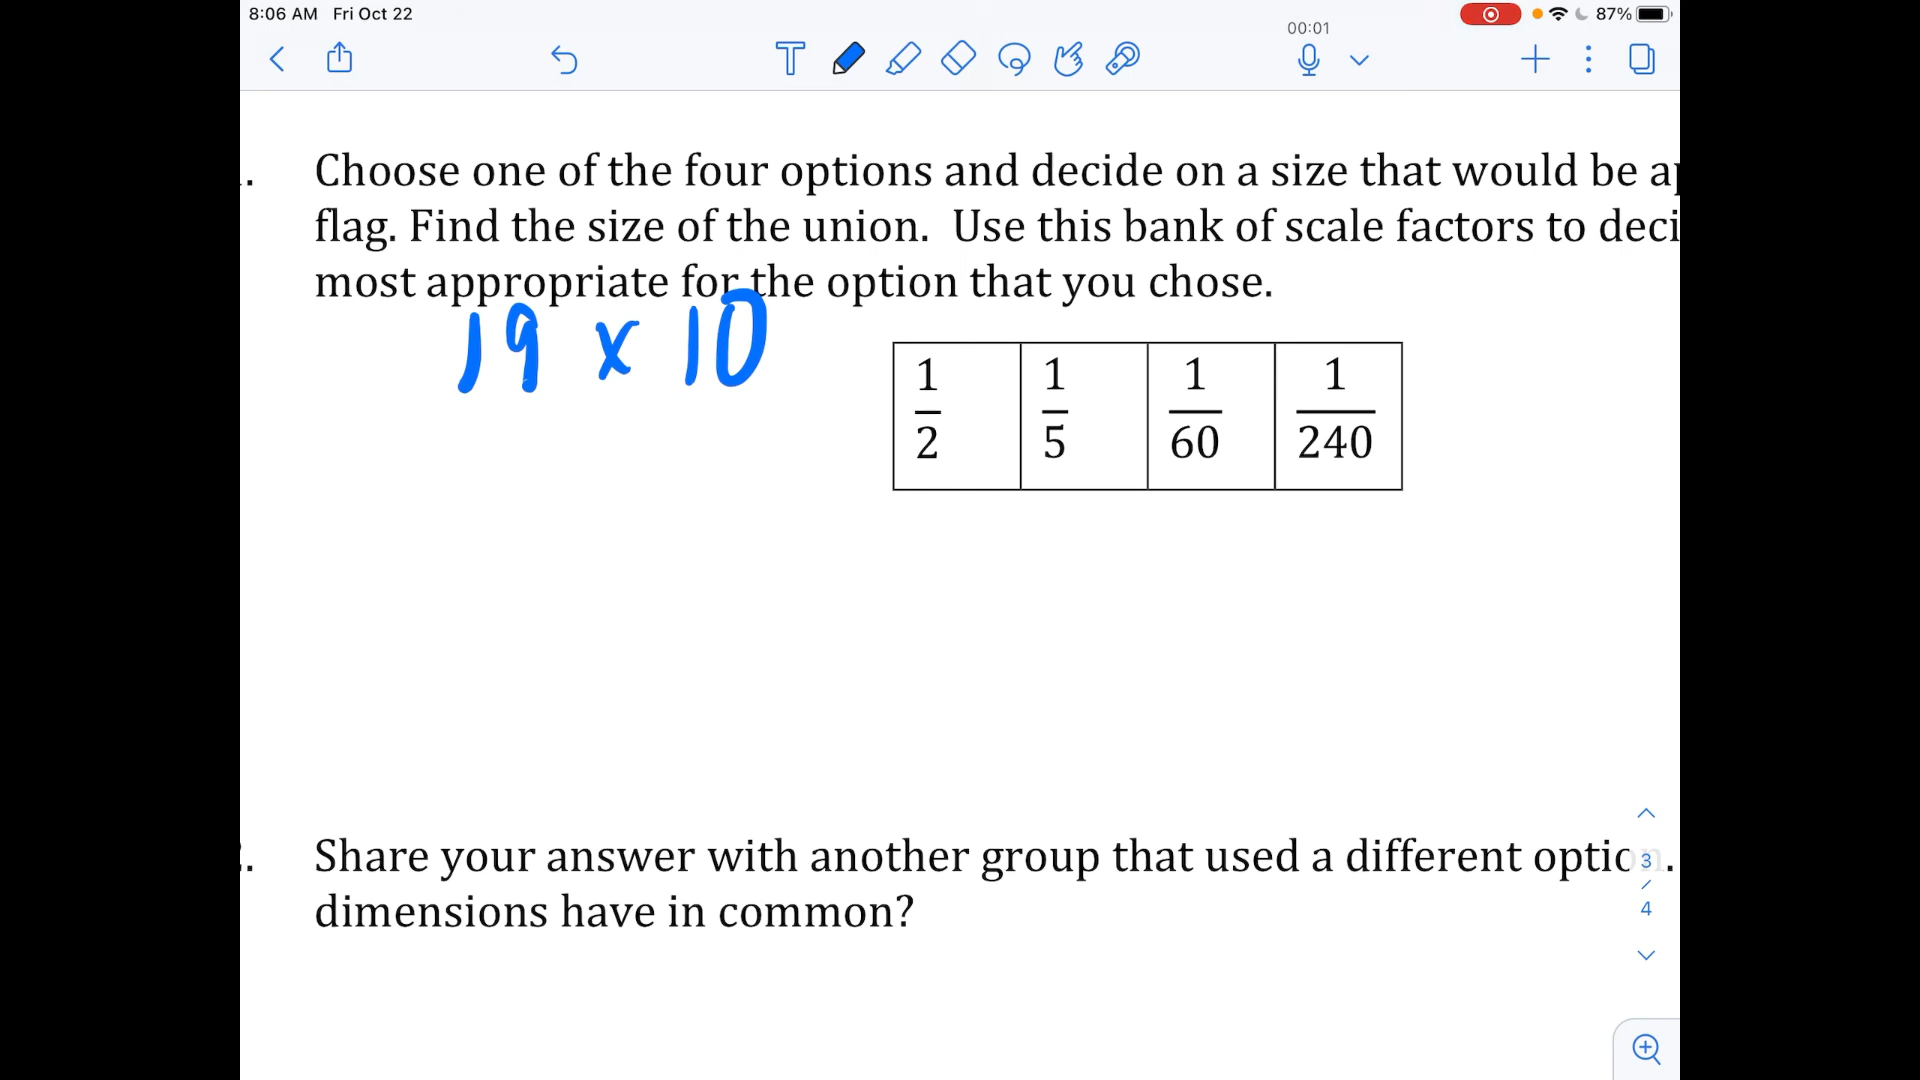 8:06 AM Fri Oct 22
87%
00:01
Choose one of the four options and decide on a size that would be
flag. Find the size of the union. Use this bank of scale factors to
most appropriate for the option that you chose.
19 x 10
1/2 1/5 1/60 1/240
Share your answer with another group that used a different
dimensions have in common?
3
/
4